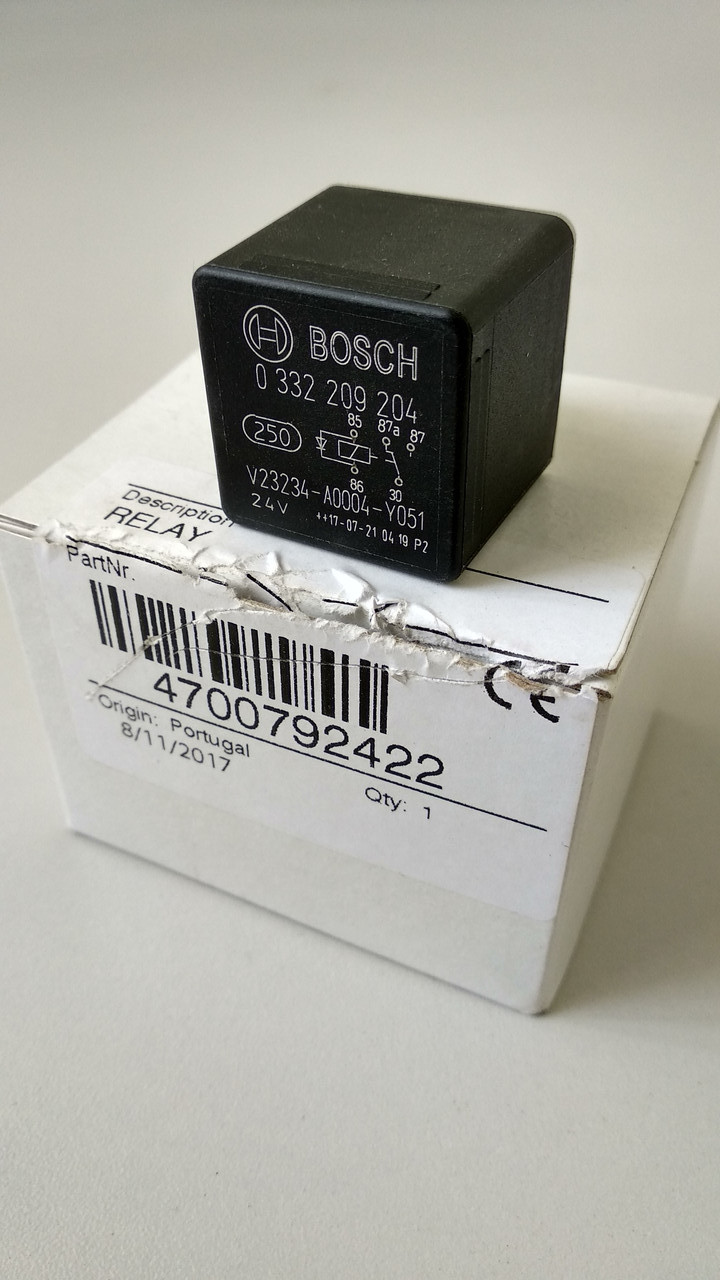 BOSCH
0 332 209 204
250
85
87a
87
86
30
V23234-A0004-Y051
24V
++17-07-21 04 19 P2
Description
RELAY
PartNr.
CE
4700792422
Origin: Portugal
8/11/2017
Qty: 1